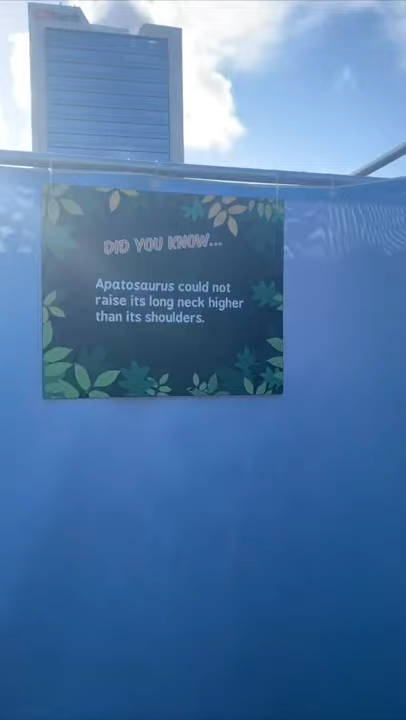 DID YOU KNOW...
Apatosaurus could not
raise its long neck higher
than its shoulders.